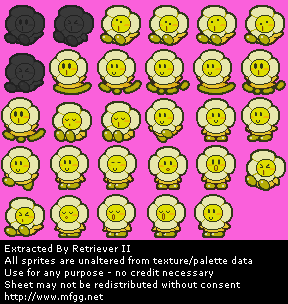 Extracted By Retriever II
All sprites are unaltered from texture/palette data
Use for any purpose - no credit necessary
Sheet may not be redistributed without consent
http://www.mfgg.net